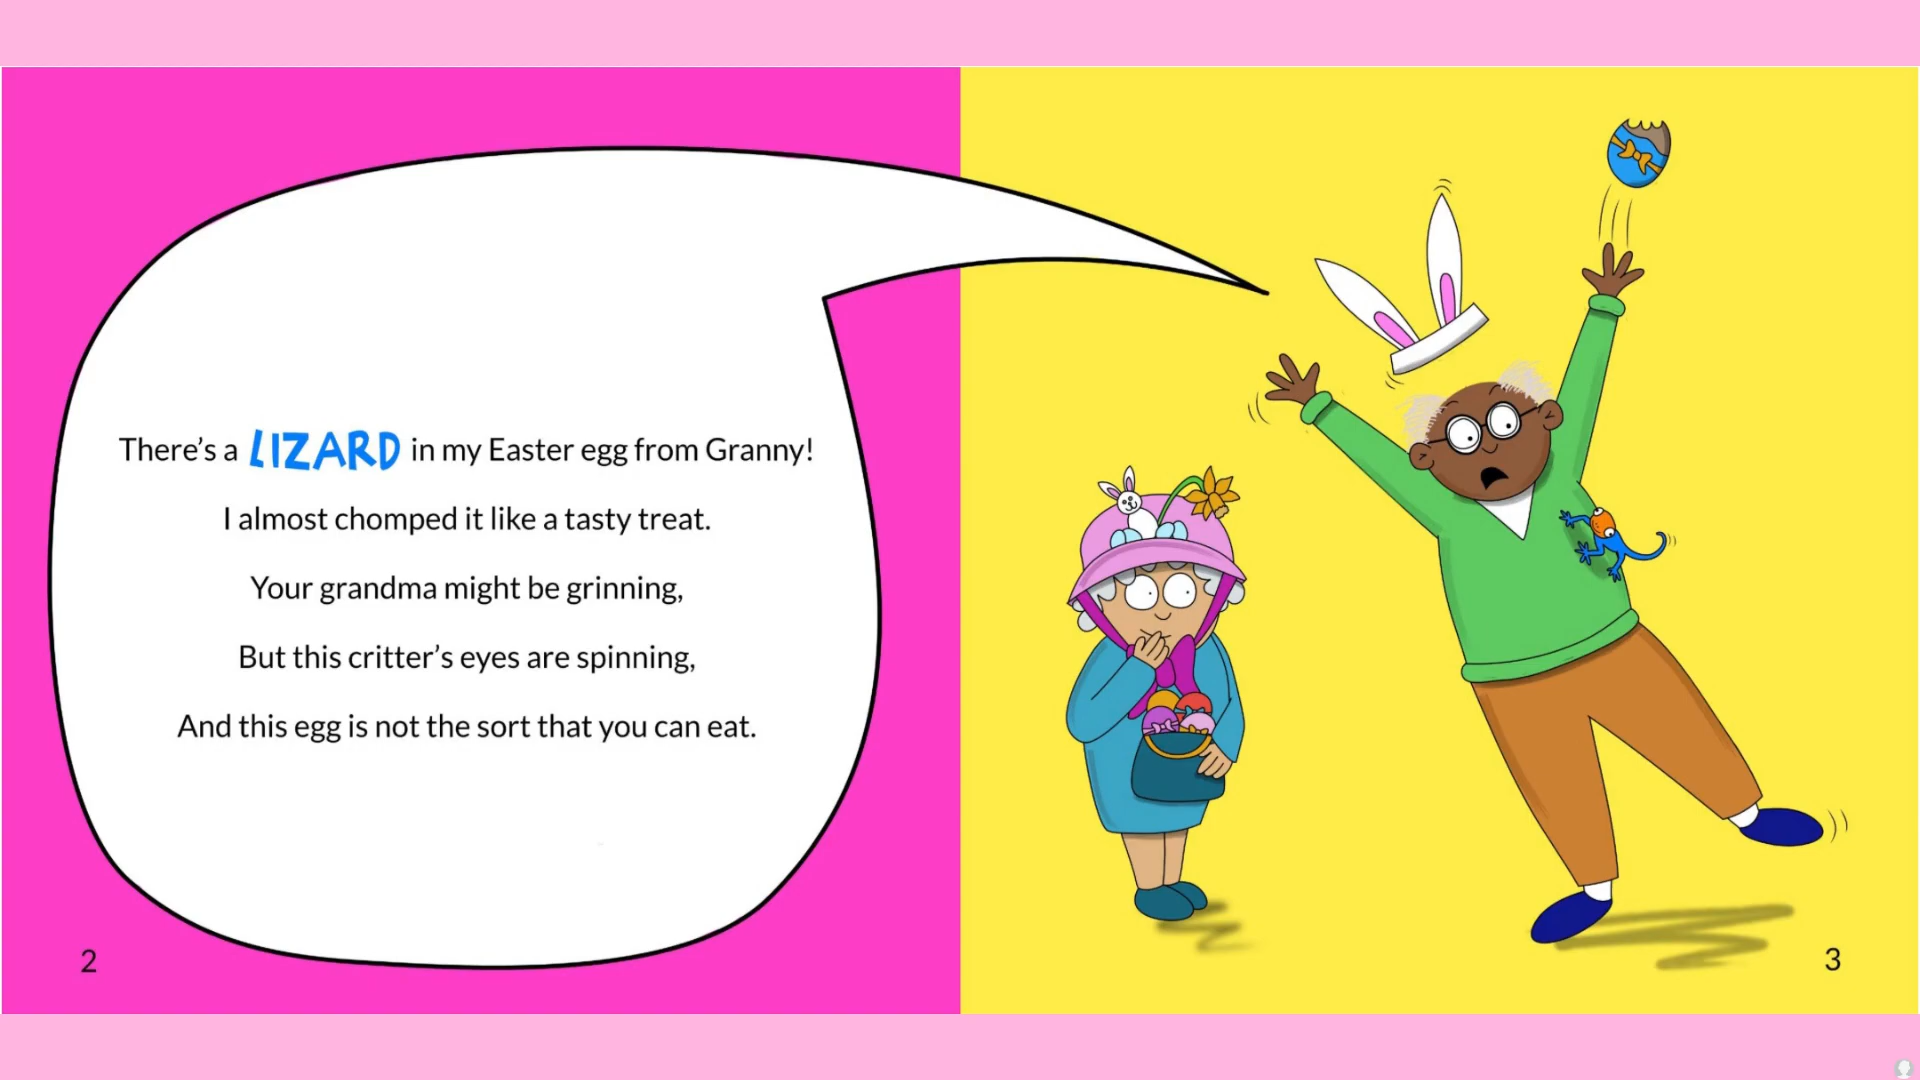 There’s a LIZARD in my Easter egg from Granny!
I almost chomped it like a tasty treat.
Your grandma might be grinning,
But this critter’s eyes are spinning,
And this egg is not the sort that you can eat.
2
3